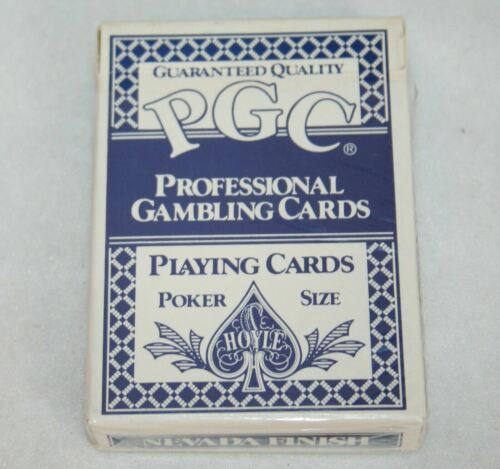 GUARANTEED QUALITY
PGC®
PROFESSIONAL
GAMBLING CARDS
PLAYING CARDS
POKER SIZE
HOYLE
NEVADA FINISH